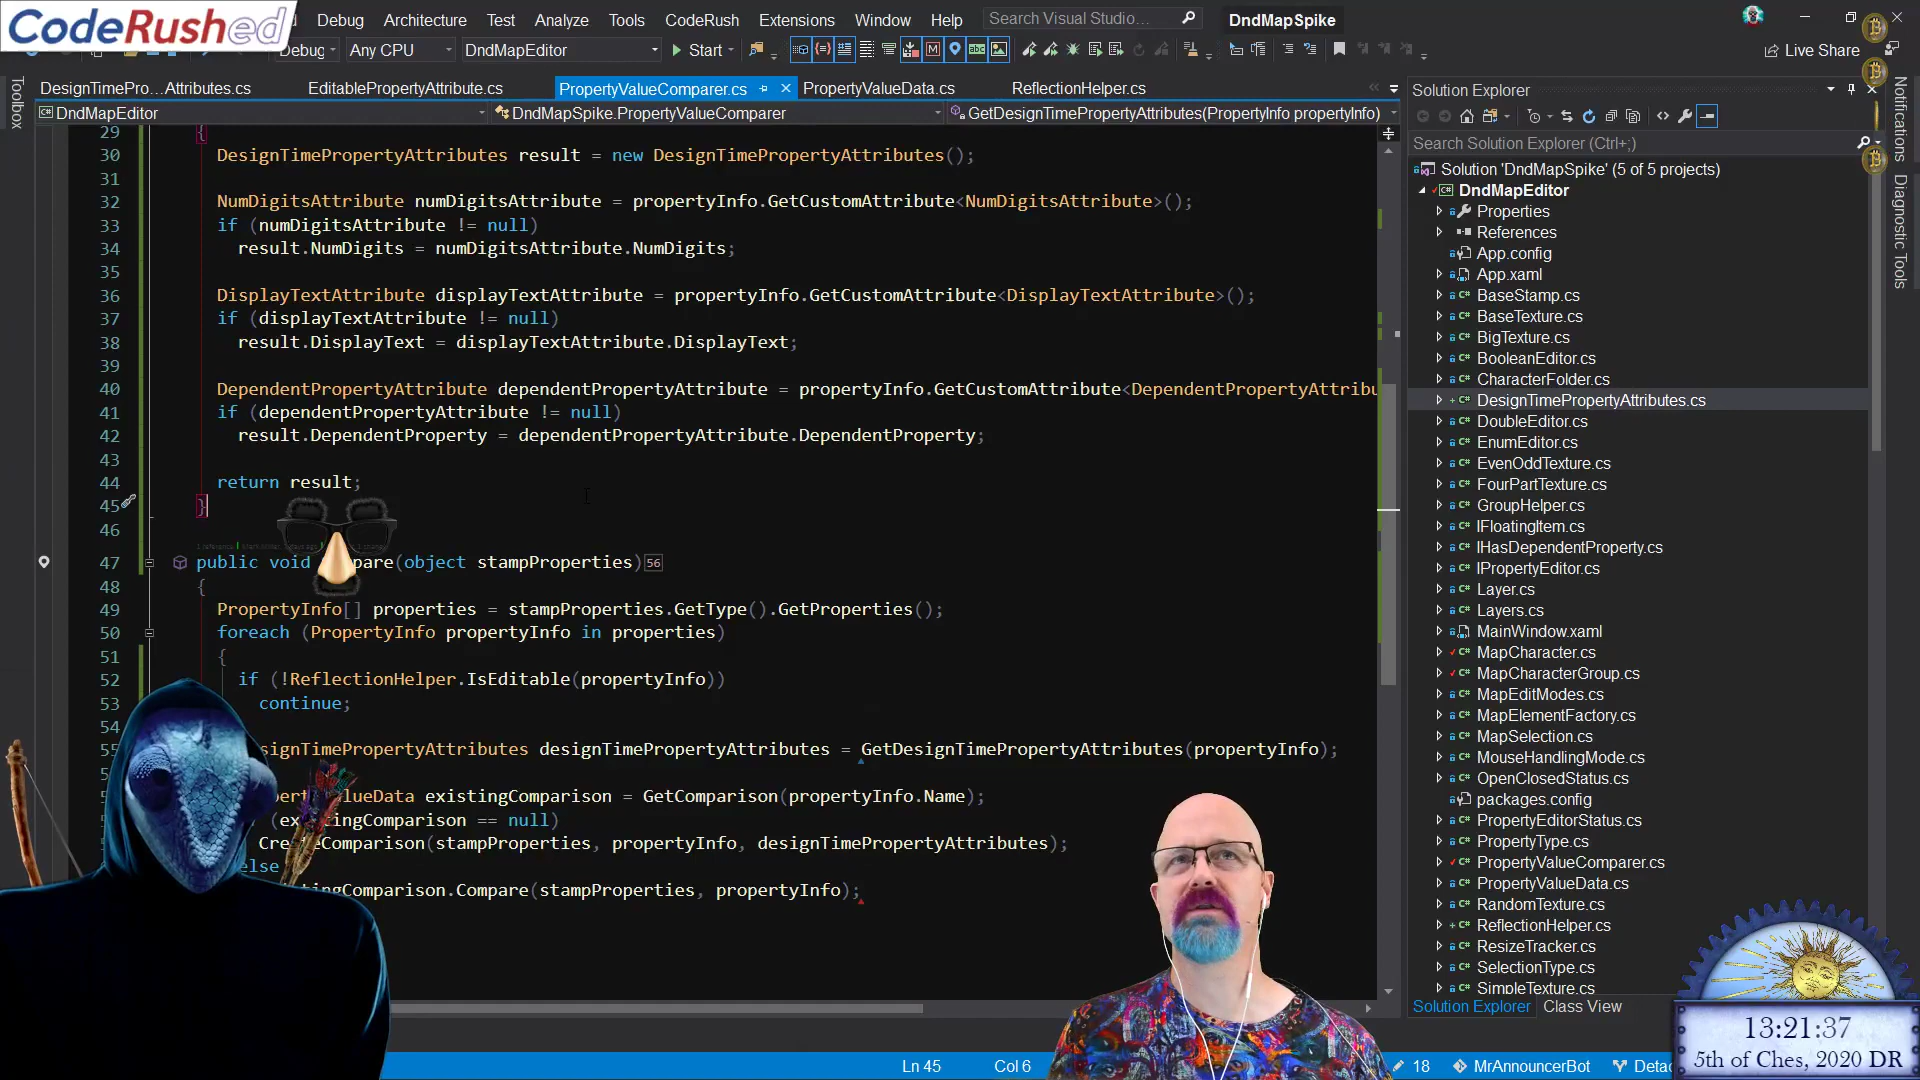 CodeRushed
Debug Architecture Test Analyze Tools CodeRush Extensions Window Help Search Visual Studio... DndMapSpike
Debug Any CPU DndMapEditor Start Live Share
Toolbox
DesignTimePro...Attributes.cs EditablePropertyAttribute.cs PropertyValueComparer.cs PropertyValueData.cs ReflectionHelper.cs
DndMapEditor DndMapSpike.PropertyValueComparer GetDesignTimePropertyAttributes(PropertyInfo propertyInfo)
29 {
30 DesignTimePropertyAttributes result = new DesignTimePropertyAttributes();
31
32 NumDigitsAttribute numDigitsAttribute = propertyInfo.GetCustomAttribute<NumDigitsAttribute>();
33 if (numDigitsAttribute != null)
34 result.NumDigits = numDigitsAttribute.NumDigits;
35
36 DisplayTextAttribute displayTextAttribute = propertyInfo.GetCustomAttribute<DisplayTextAttribute>();
37 if (displayTextAttribute != null)
38 result.DisplayText = displayTextAttribute.DisplayText;
39
40 DependentPropertyAttribute dependentPropertyAttribute = propertyInfo.GetCustomAttribute<DependentPropertyAttribu
41 if (dependentPropertyAttribute != null)
42 result.DependentProperty = dependentPropertyAttribute.DependentProperty;
43
44 return result;
45 }
46
47 public void pare(object stampProperties) 56
48 {
49 PropertyInfo[] properties = stampProperties.GetType().GetProperties();
50 foreach (PropertyInfo propertyInfo in properties)
51 {
52 if (!ReflectionHelper.IsEditable(propertyInfo))
53 continue;
54
55 signTimePropertyAttributes designTimePropertyAttributes = GetDesignTimePropertyAttributes(propertyInfo);
alueData existingComparison = GetComparison(propertyInfo.Name);
(existingComparison == null)
CreateComparison(stampProperties, propertyInfo, designTimePropertyAttributes);
else
tingComparison.Compare(stampProperties, propertyInfo);
Ln 45 Col 6
18 MrAnnouncerBot Detac
Solution Explorer
Search Solution Explorer (Ctrl+;)
Solution 'DndMapSpike' (5 of 5 projects)
DndMapEditor
Properties
References
App.config
App.xaml
BaseStamp.cs
BaseTexture.cs
BigTexture.cs
BooleanEditor.cs
CharacterFolder.cs
DesignTimePropertyAttributes.cs
DoubleEditor.cs
EnumEditor.cs
EvenOddTexture.cs
FourPartTexture.cs
GroupHelper.cs
IFloatingItem.cs
IHasDependentProperty.cs
IPropertyEditor.cs
Layer.cs
Layers.cs
MainWindow.xaml
MapCharacter.cs
MapCharacterGroup.cs
MapEditModes.cs
MapElementFactory.cs
MapSelection.cs
MouseHandlingMode.cs
OpenClosedStatus.cs
packages.config
PropertyEditorStatus.cs
PropertyType.cs
PropertyValueComparer.cs
PropertyValueData.cs
RandomTexture.cs
ReflectionHelper.cs
ResizeTracker.cs
SelectionType.cs
SimpleTexture.cs
Solution Explorer Class View
Notifications
Diagnostic Tools
13:21:37
5th of Ches, 2020 DR